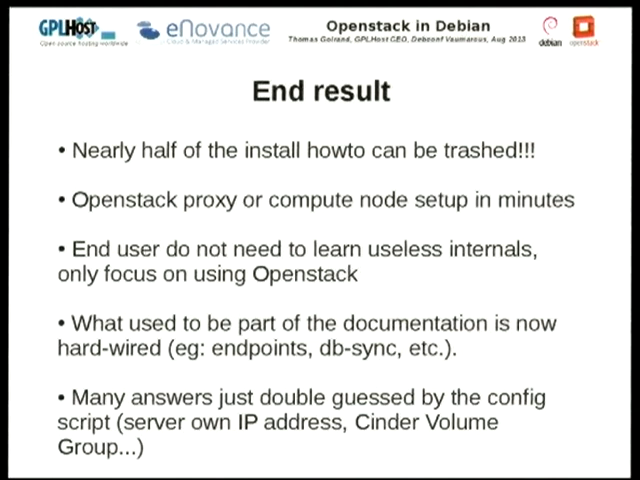 GPLHOST
Open source hosting worldwide
eNovance
Cloud & Managed Services Provider
Openstack in Debian
Thomas Goirand, GPLHost CEO, Debconf Vaumarcus, Aug 2013
debian
openstack
End result
• Nearly half of the install howto can be trashed!!!
• Openstack proxy or compute node setup in minutes
• End user do not need to learn useless internals,
only focus on using Openstack
• What used to be part of the documentation is now
hard-wired (eg: endpoints, db-sync, etc.).
• Many answers just double guessed by the config
script (server own IP address, Cinder Volume
Group...)